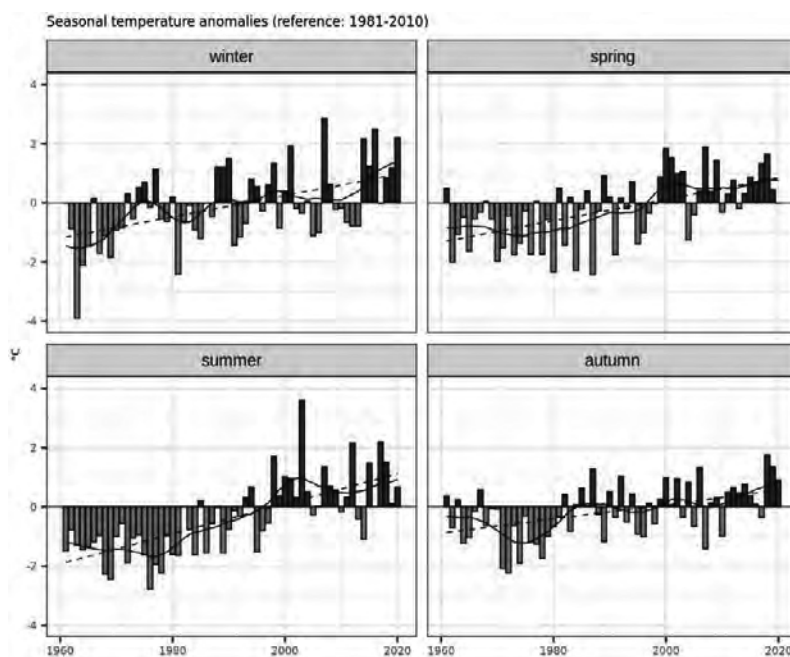 Seasonal temperature anomalies (reference: 1981-2010)
winter spring
4
2
0
-2
-4
°C
summer autumn
4
2
0
-2
-4
1960 1980 2000 2020 1960 1980 2000 2020